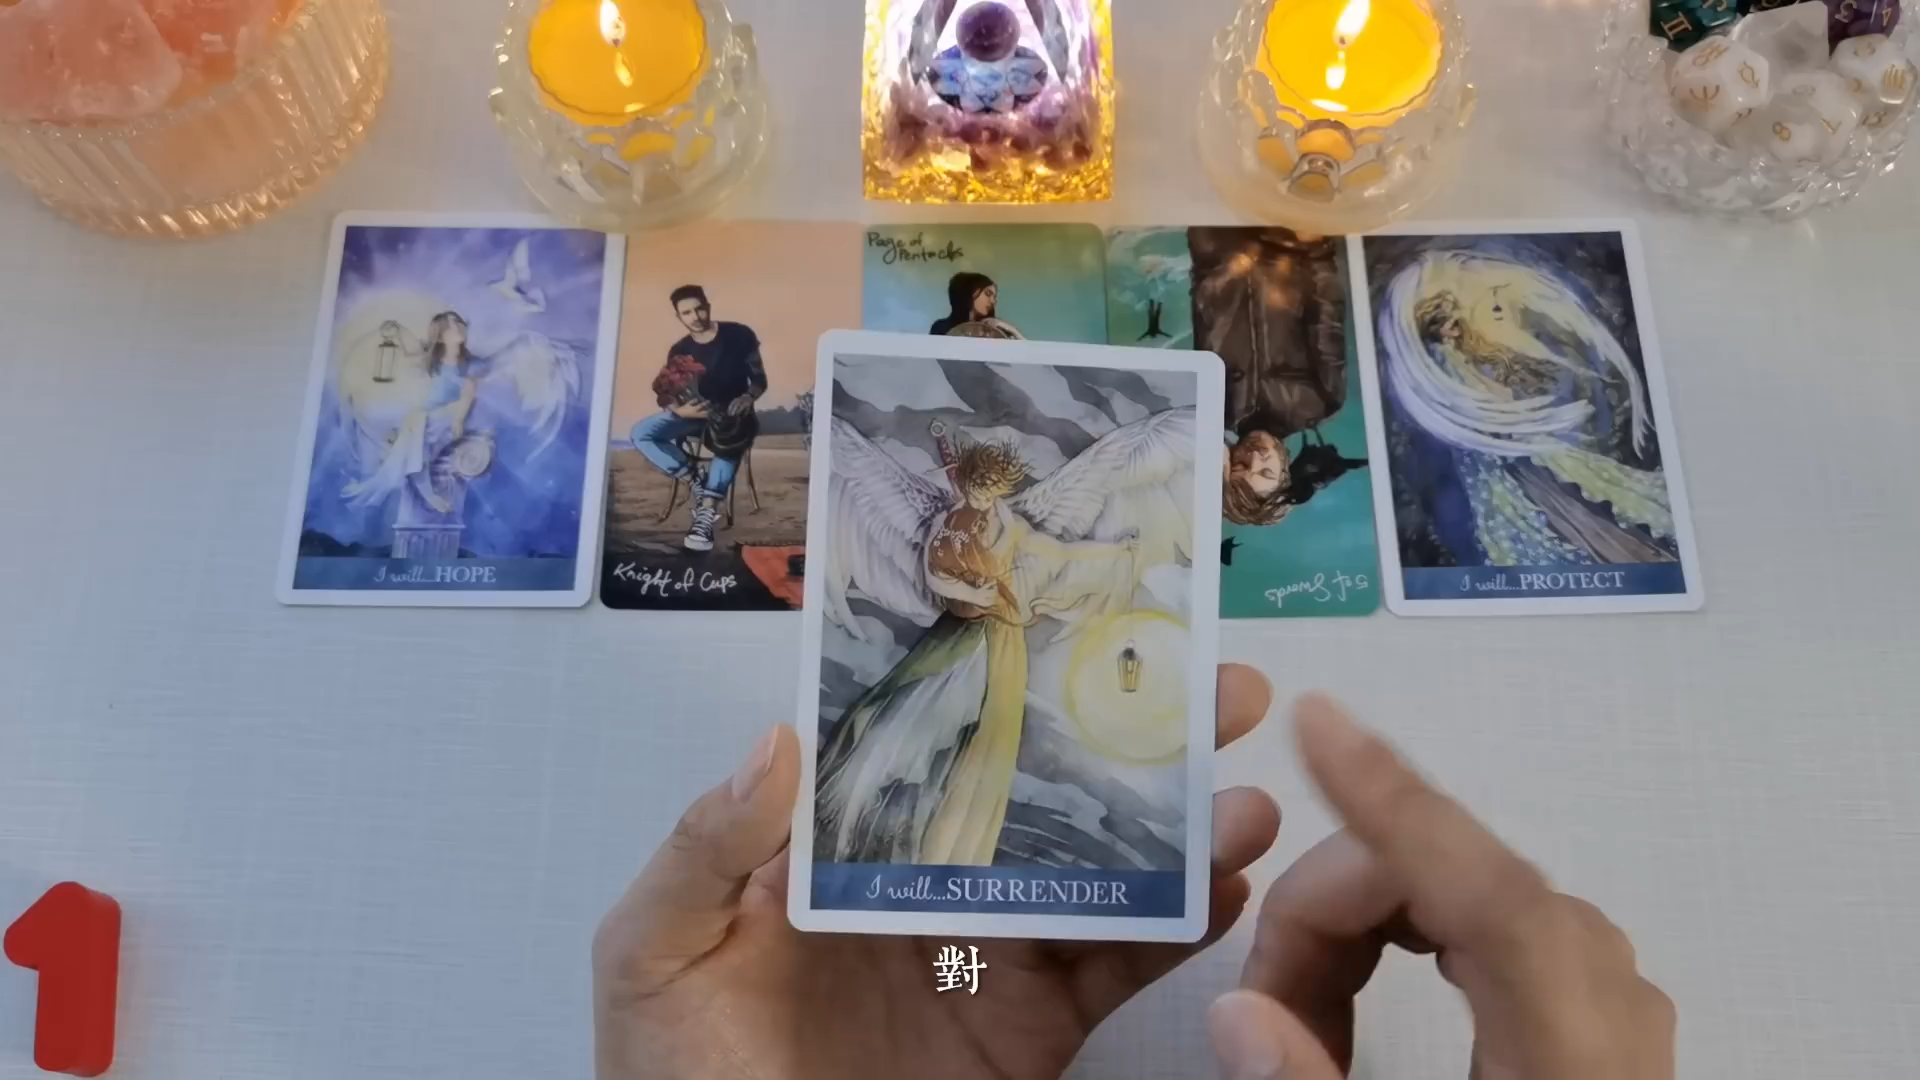 Page of
Pentacles
I will...HOPE
Knight of Cups
5 of Swords
I will...PROTECT
I will...SURRENDER
對
1